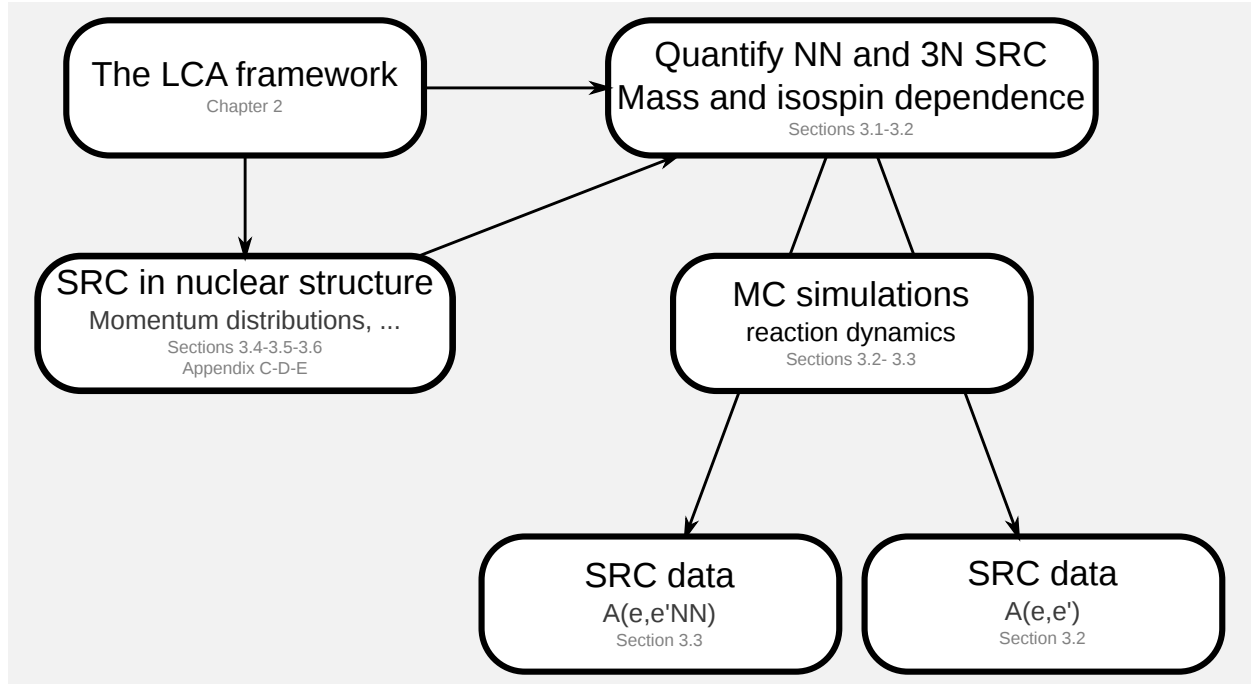 The LCA framework
Chapter 2
Quantify NN and 3N SRC
Mass and isospin dependence
Sections 3.1-3.2
SRC in nuclear structure
Momentum distributions, ...
Sections 3.4-3.5-3.6
Appendix C-D-E
MC simulations
reaction dynamics
Sections 3.2- 3.3
SRC data
A(e,e'NN)
Section 3.3
SRC data
A(e,e')
Section 3.2